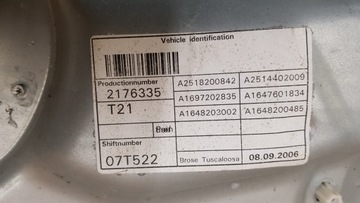 Vehicle identification
Productionnumber
2176335
T21
A2518200842 A2514402009
A1697202835 A1647601834
A1648203002 A1648200485
Shiftnumber
07T522
Brose Tuscaloosa 08.09.2006